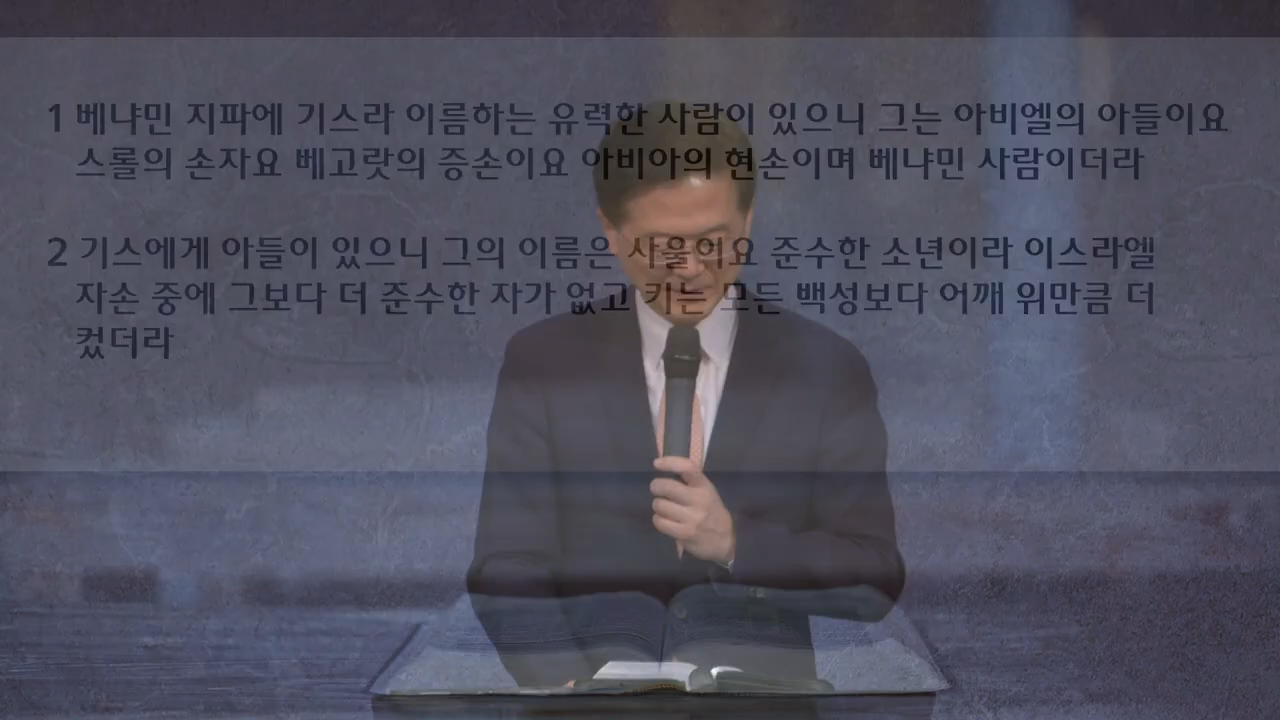 1 베냐민 지파에 기스라 이름하는 유력한 사람이 있으니 그는 아비엘의 아들이요
스롤의 손자요 베고랏의 증손이요 아비아의 현손이며 베냐민 사람이더라
2 기스에게 아들이 있으니 그의 이름은 사울이요 준수한 소년이라 이스라엘
자손 중에 그보다 더 준수한 자가 없고 키는 모든 백성보다 어깨 위만큼 더
컸더라